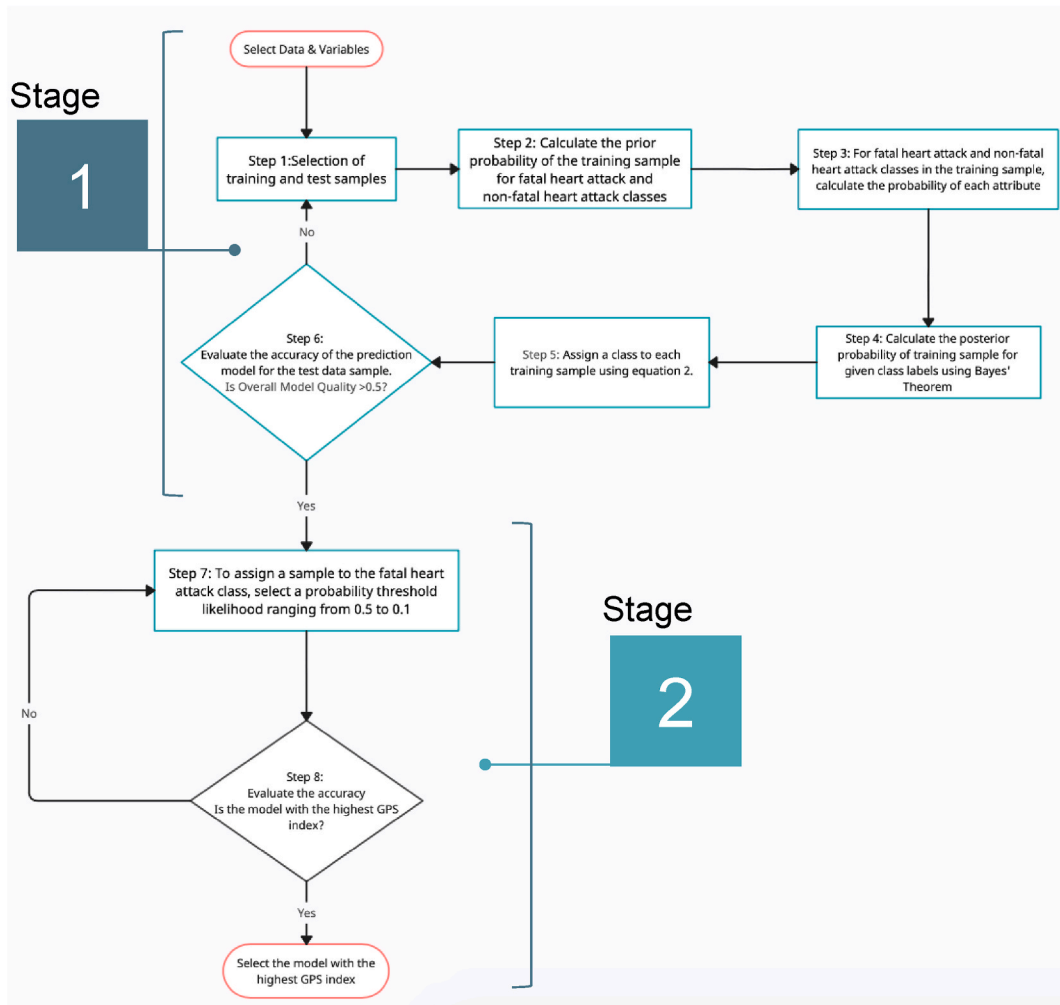 Select Data & Variables
Stage
1
Step 1:Selection of
training and test samples
Step 2: Calculate the prior
probability of the training sample
for fatal heart attack and
non-fatal heart attack classes
Step 3: For fatal heart attack and non-fatal
heart attack classes in the training sample,
calculate the probability of each attribute
No
Step 6:
Evaluate the accuracy of the prediction
model for the test data sample.
Is Overall Model Quality >0.5?
Step 5: Assign a class to each
training sample using equation 2.
Step 4: Calculate the posterior
probability of training sample for
given class labels using Bayes'
Theorem
Yes
Step 7: To assign a sample to the fatal heart
attack class, select a probability threshold
likelihood ranging from 0.5 to 0.1
Stage
2
No
Step 8:
Evaluate the accuracy
Is the model with the highest GPS
index?
Yes
Select the model with the
highest GPS index